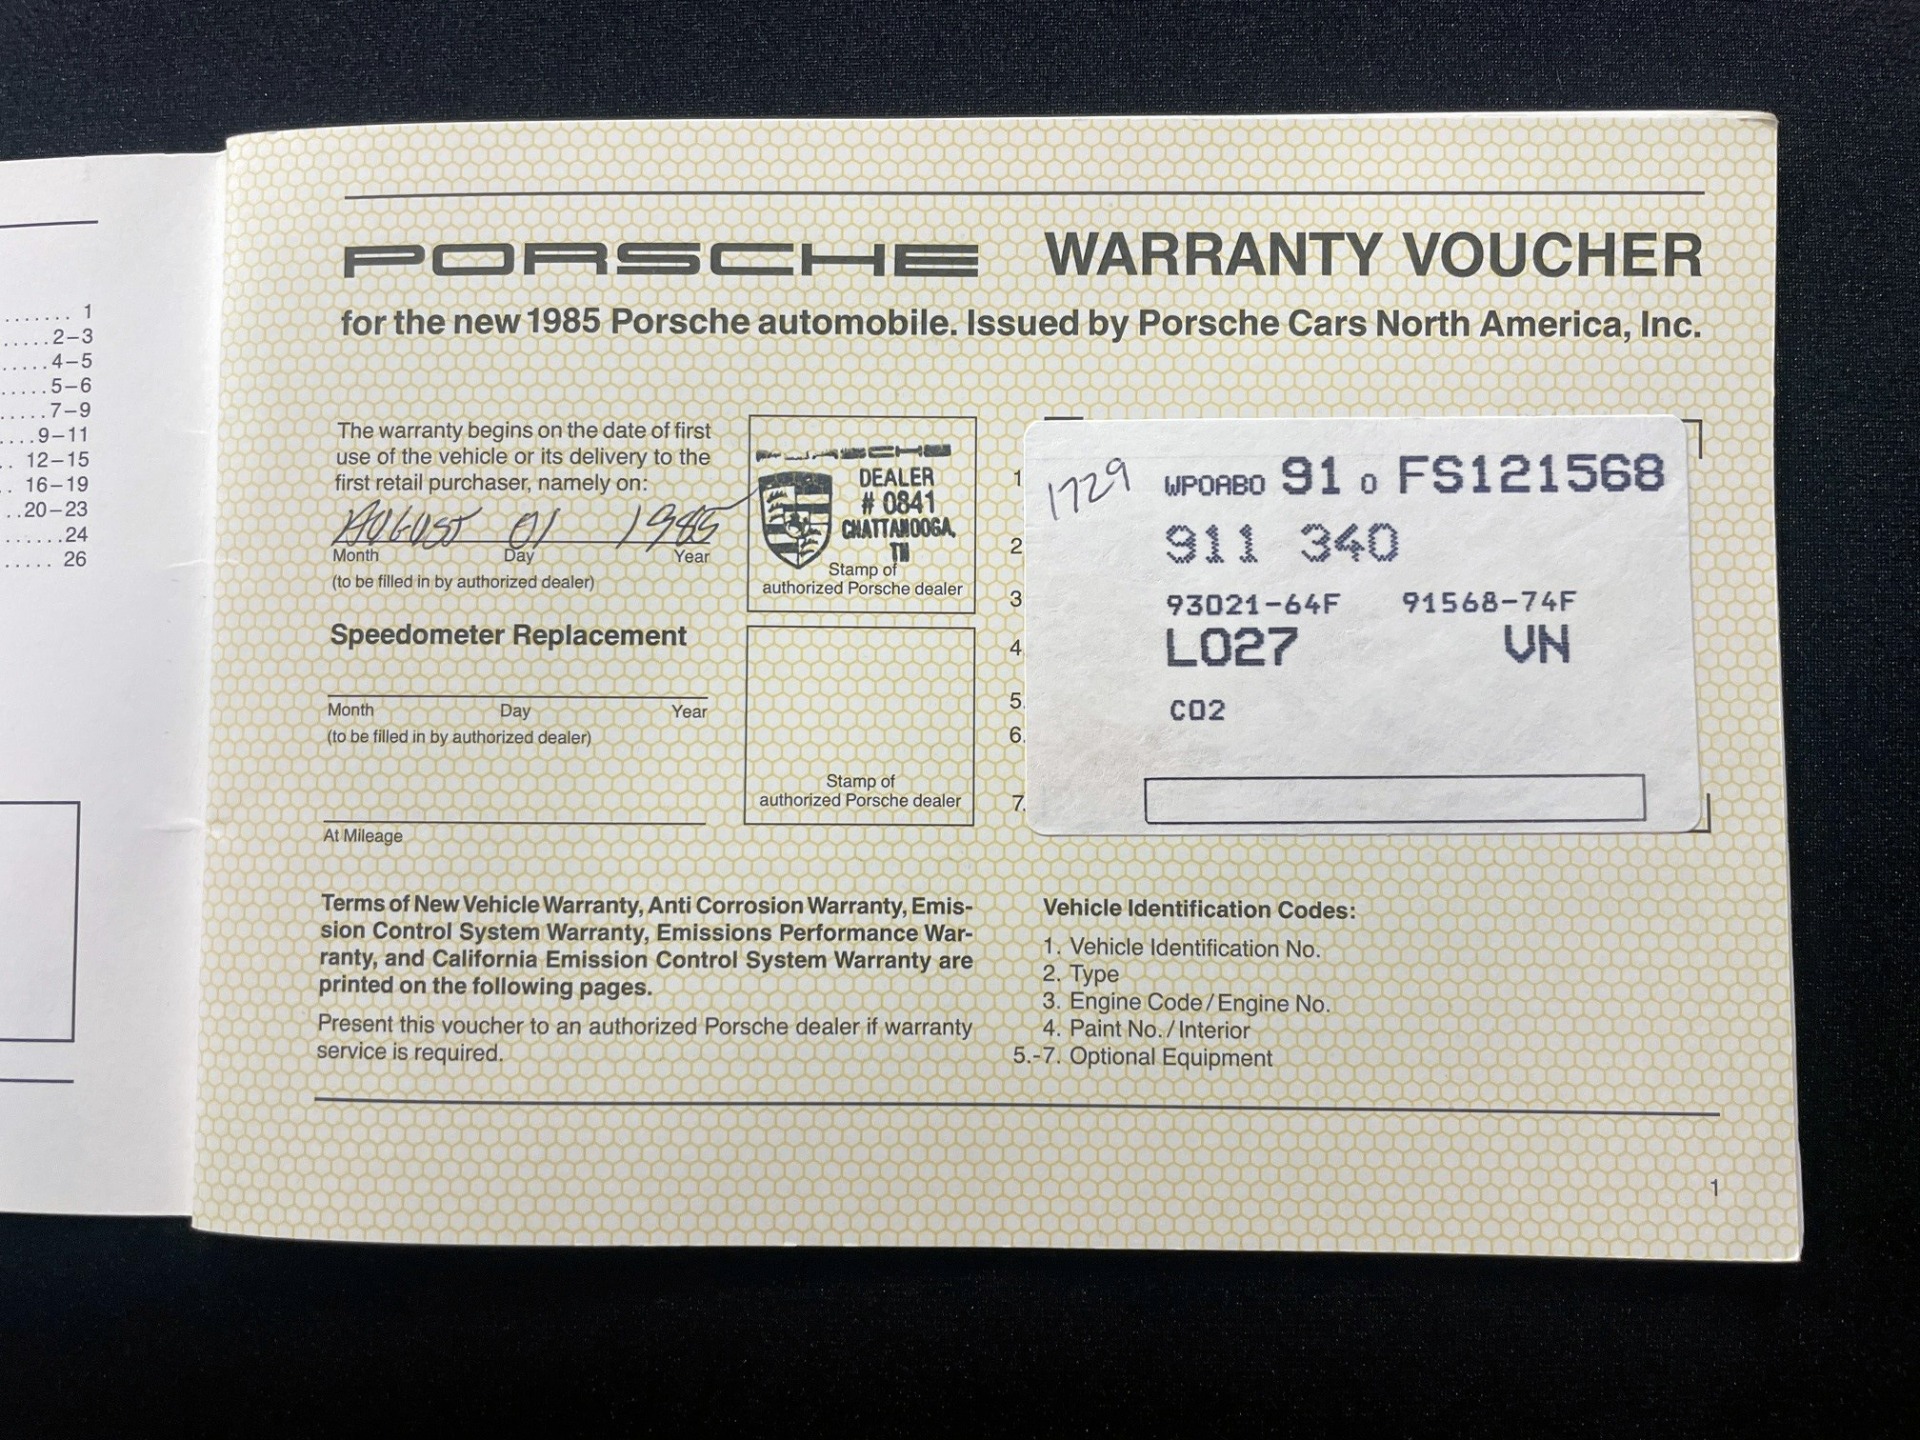 ....... 1
.....2–3
....4–5
.....5–6
.....7–9
....9–11
.. 12–15
.. 16–19
..20–23
......24
..... 26
PORSCHE WARRANTY VOUCHER
for the new 1985 Porsche automobile. Issued by Porsche Cars North America, Inc.
The warranty begins on the date of first
use of the vehicle or its delivery to the
first retail purchaser, namely on:
AUGUST 01 1985
Month Day Year
(to be filled in by authorized dealer)
PORSCHE
DEALER
# 0841
CHATTANOOGA,
TN
Stamp of
authorized Porsche dealer
Speedometer Replacement
Month Day Year
(to be filled in by authorized dealer)
At Mileage
Stamp of
authorized Porsche dealer
1729
1 WPOABO 91 0 FS121568
2 911 340
3 93021-64F 91568-74F
4. L027 VN
5. C02
6.
7.
Terms of New Vehicle Warranty, Anti Corrosion Warranty, Emis-
sion Control System Warranty, Emissions Performance War-
ranty, and California Emission Control System Warranty are
printed on the following pages.
Present this voucher to an authorized Porsche dealer if warranty
service is required.
Vehicle Identification Codes:
1. Vehicle Identification No.
2. Type
3. Engine Code / Engine No.
4. Paint No. / Interior
5.-7. Optional Equipment
1